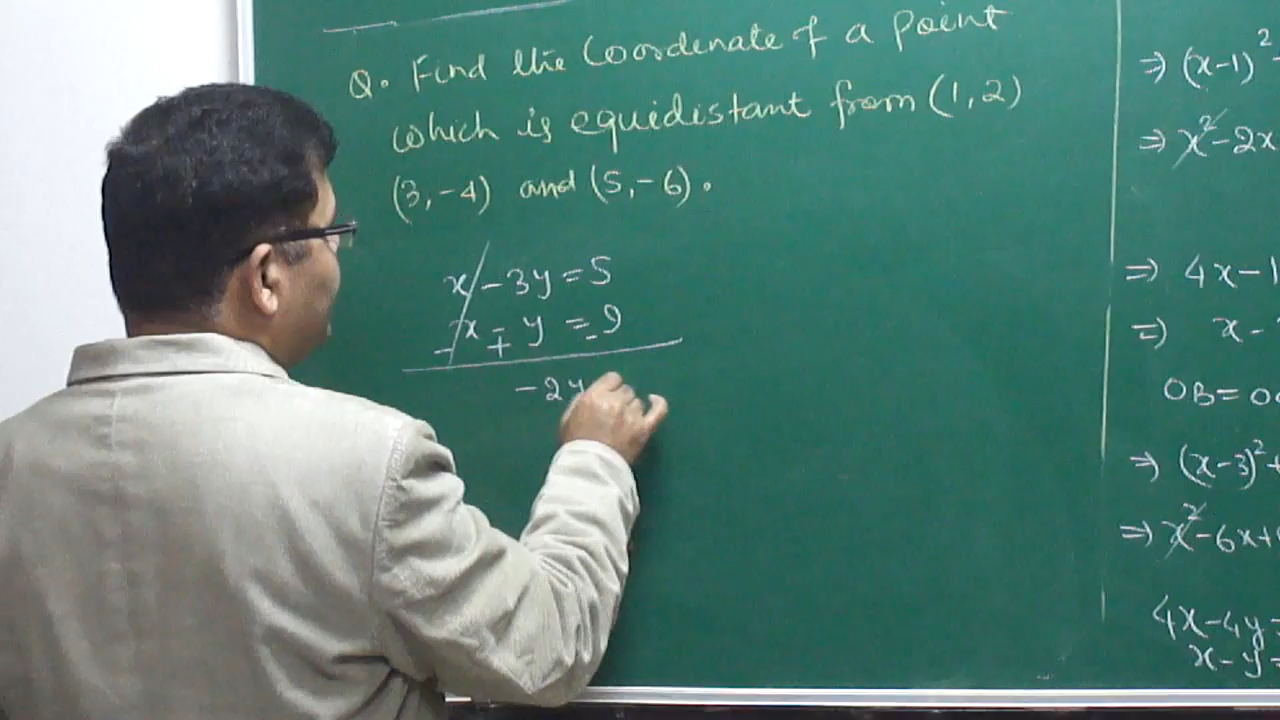 Q. Find the Coordenate of a point
which is equidistant from (1,2)
(3,-4) and (5,-6).
x - 3y = 5
x - y = 9
- + -
-2y
⇒ (x-1)²
⇒ x² - 2x
⇒ 4x - 1
⇒ x -
OB = O
⇒ (x-3)² +
⇒ x² - 6x +
4x - 4y
x - y =